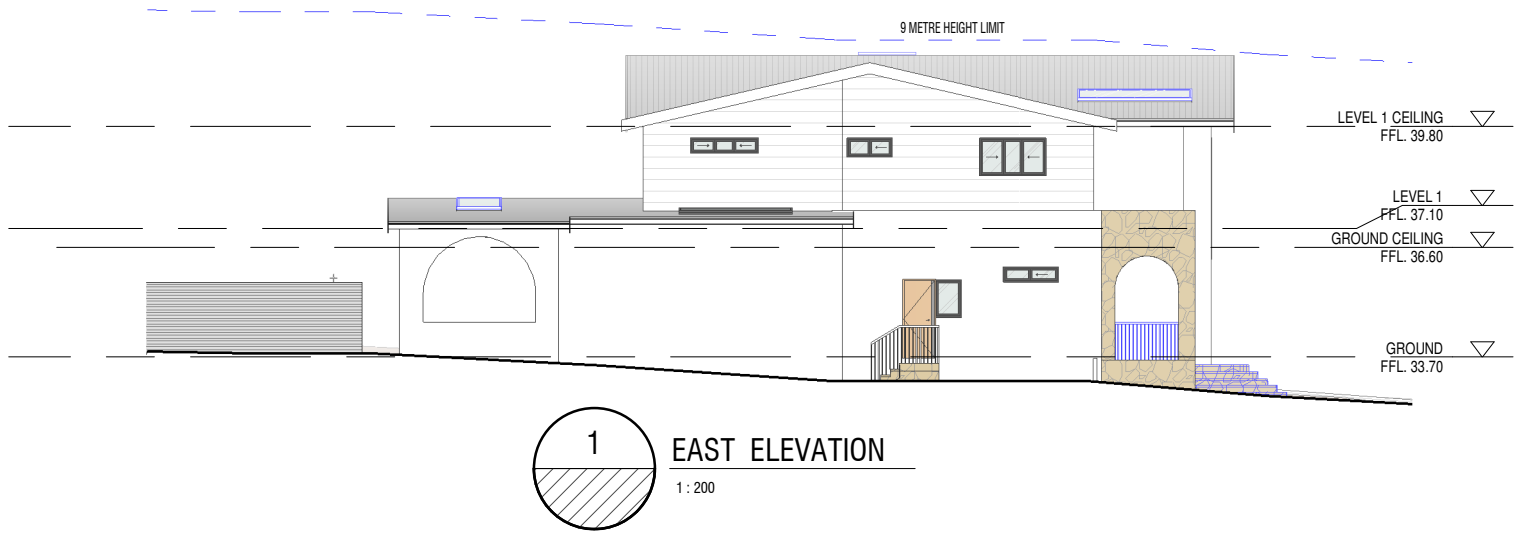 9 METRE HEIGHT LIMIT
LEVEL 1 CEILING
FFL. 39.80
LEVEL 1
FFL. 37.10
GROUND CEILING
FFL. 36.60
GROUND
FFL. 33.70
1
EAST ELEVATION
1 : 200